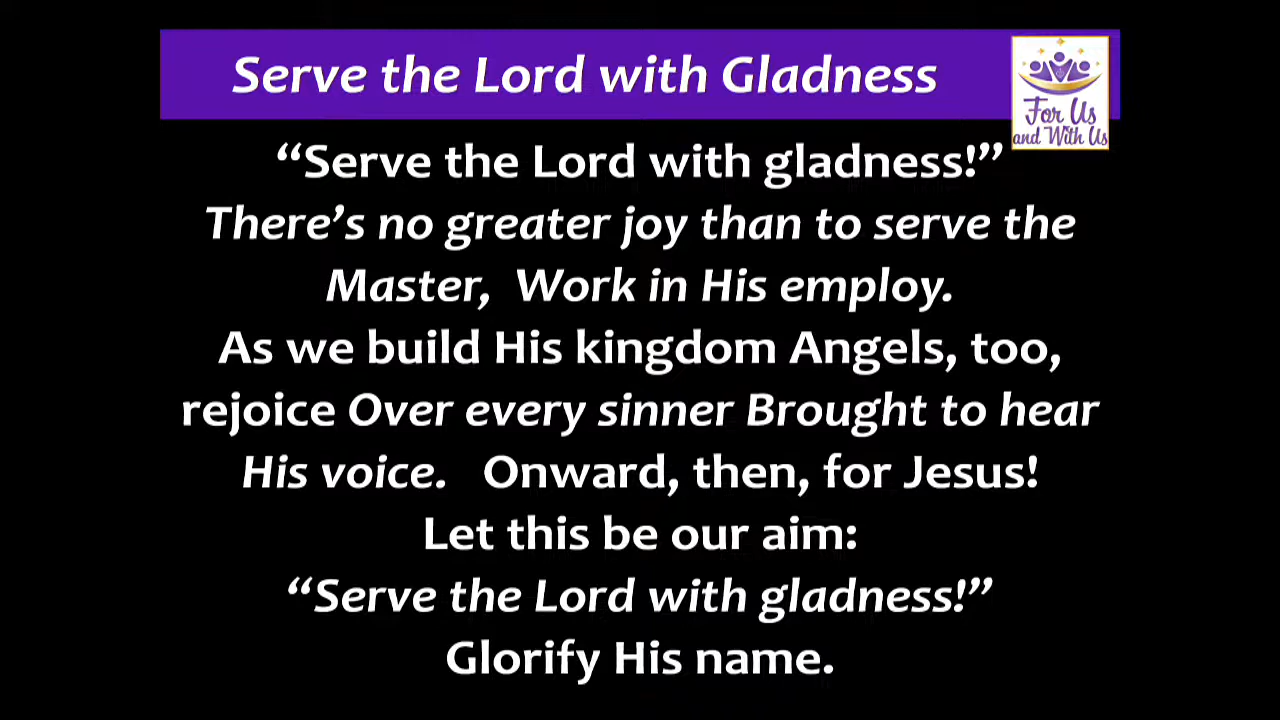 Serve the Lord with Gladness
For Us
and With Us
“Serve the Lord with gladness!”
There’s no greater joy than to serve the
Master,  Work in His employ.
As we build His kingdom Angels, too,
rejoice Over every sinner Brought to hear
His voice.   Onward, then, for Jesus!
Let this be our aim:
“Serve the Lord with gladness!”
Glorify His name.